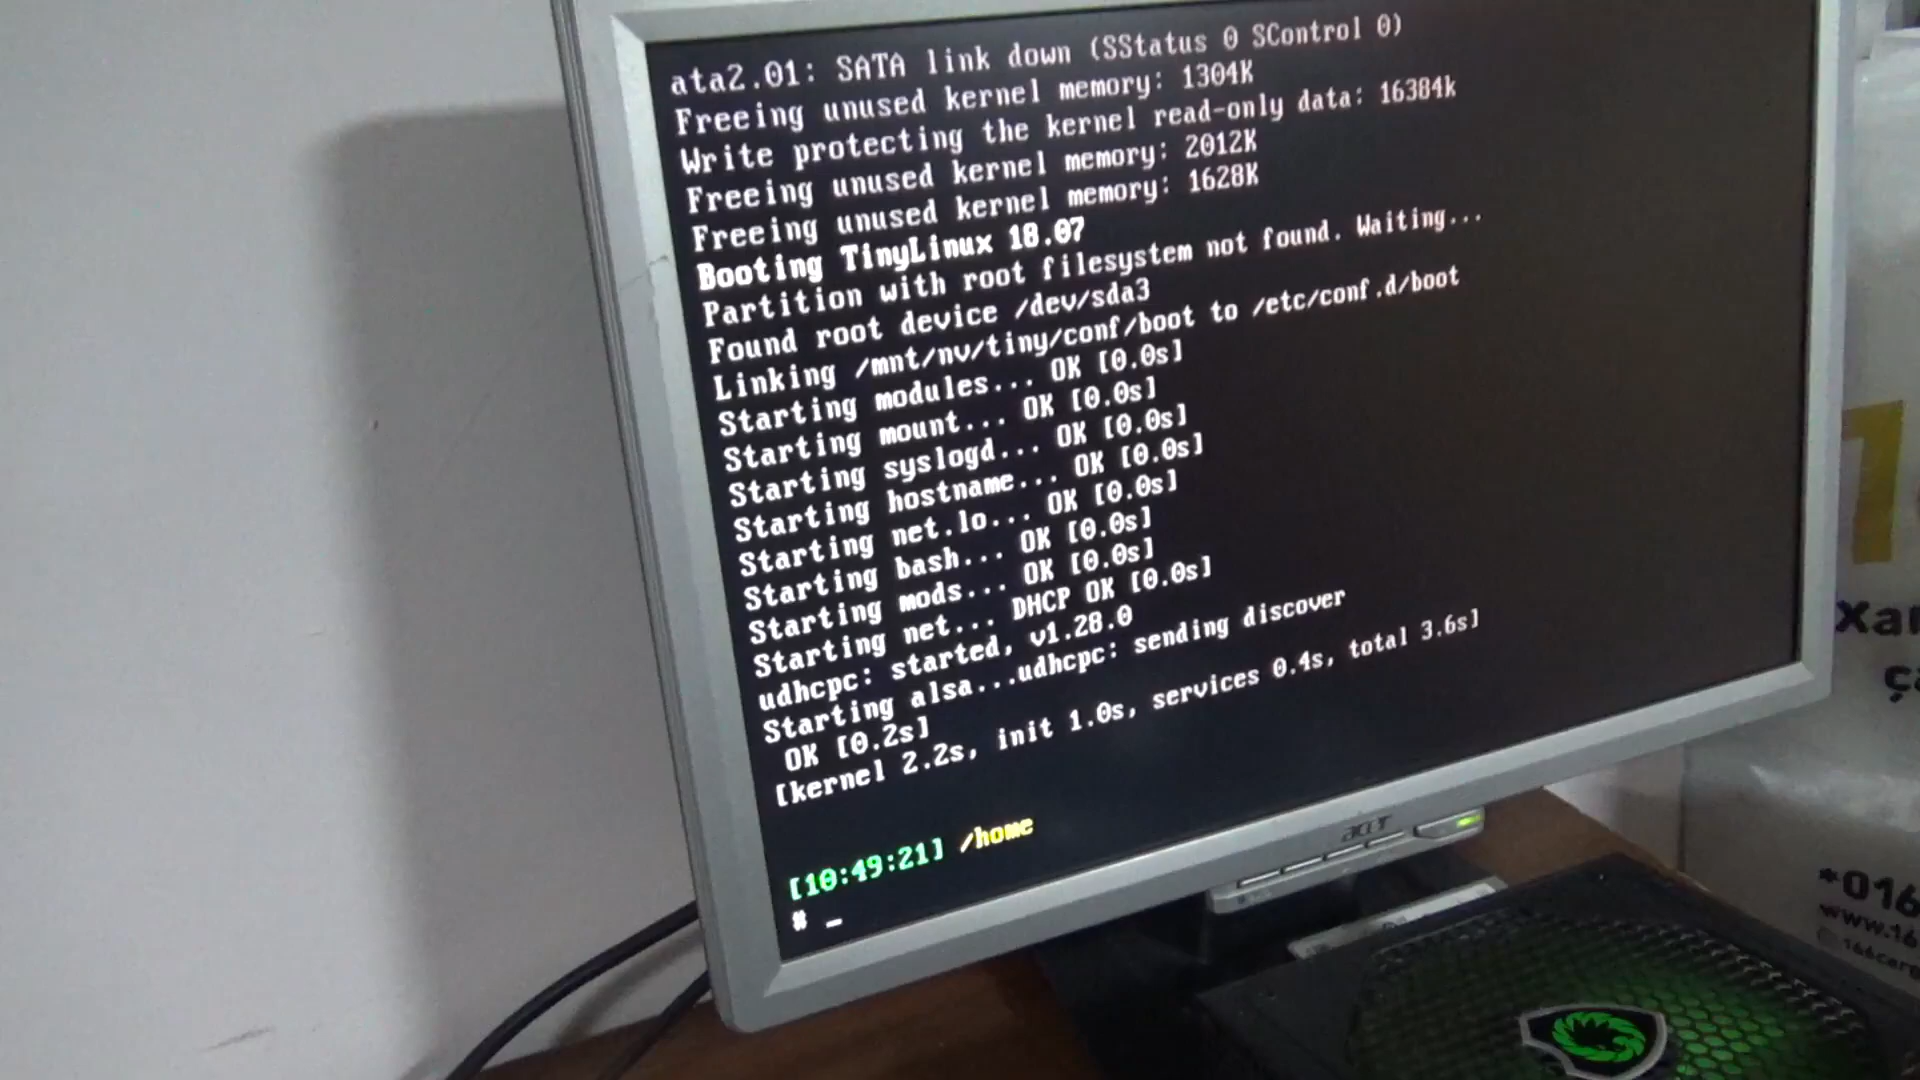 ata2.01: SATA link down (SStatus 0 SControl 0)
Freeing unused kernel memory: 1304K
Write protecting the kernel read-only data: 16384k
Freeing unused kernel memory: 2012K
Freeing unused kernel memory: 1628K
Booting TinyLinux 18.07
Partition with root filesystem not found. Waiting...
Found root device /dev/sda3
Linking /mnt/nv/tiny/conf/boot to /etc/conf.d/boot
Starting modules... OK [0.0s]
Starting mount... OK [0.0s]
Starting syslogd... OK [0.0s]
Starting hostname... OK [0.0s]
Starting net.lo... OK [0.0s]
Starting bash... OK [0.0s]
Starting mods... OK [0.0s]
Starting net... DHCP OK [0.0s]
udhcpc: started, v1.28.0
Starting alsa...udhcpc: sending discover
OK [0.2s]
[kernel 2.2s, init 1.0s, services 0.4s, total 3.6s]
[10:49:21] /home
# _
acer
*016